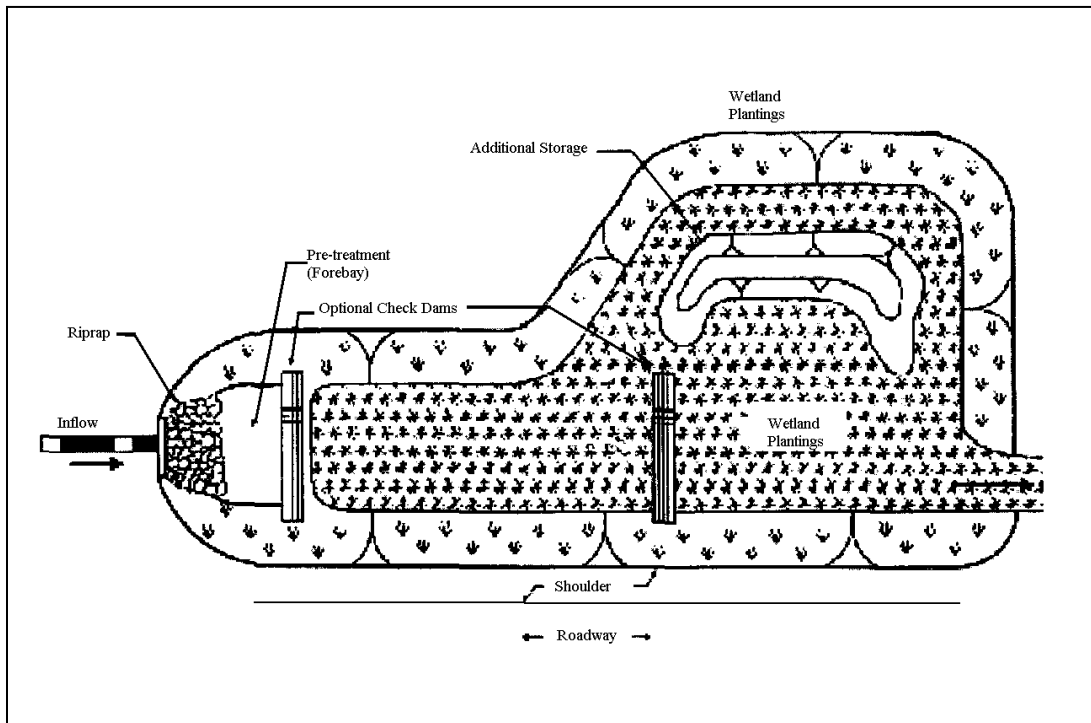 Wetland
Plantings
Additional Storage
Pre-treatment
(Forebay)
Optional Check Dams
Riprap
Inflow
Wetland
Plantings
Shoulder
Roadway